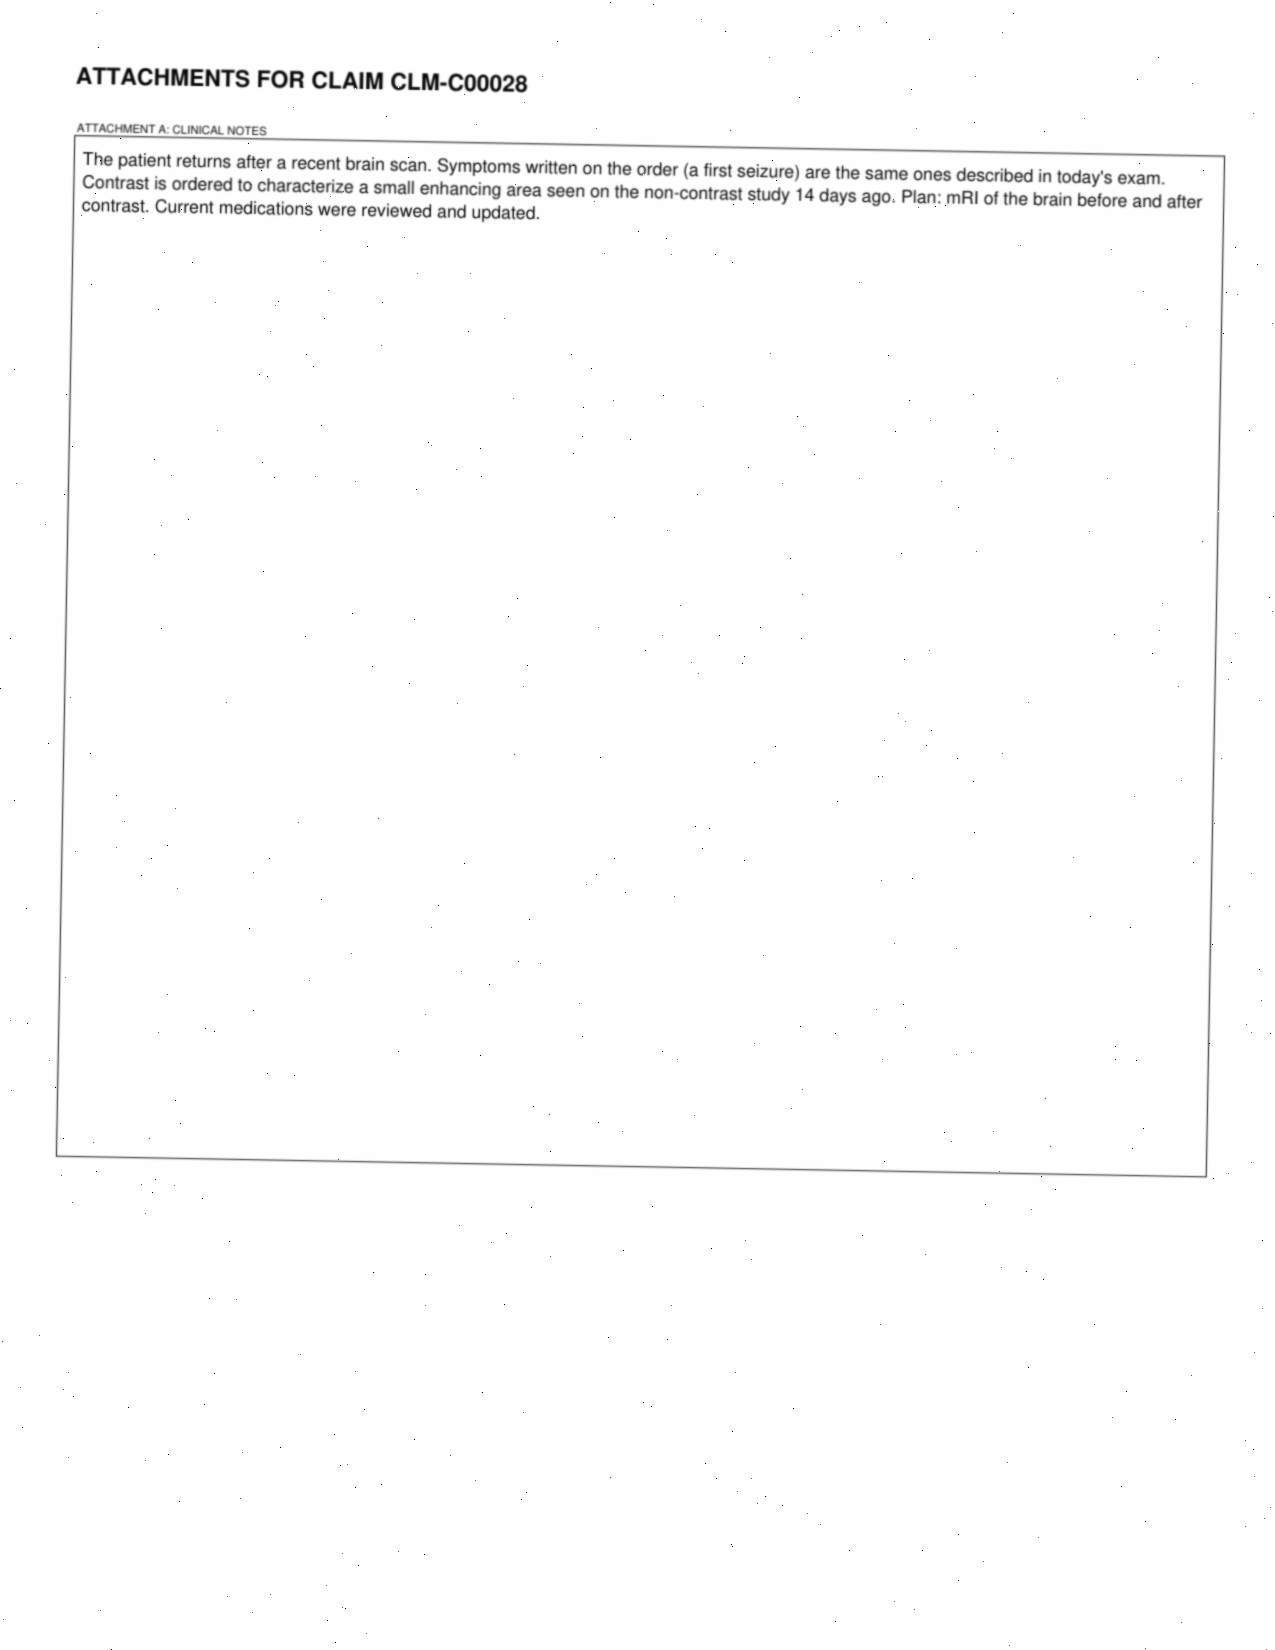 ATTACHMENTS FOR CLAIM CLM-C00028
ATTACHMENT A: CLINICAL NOTES
The patient returns after a recent brain scan. Symptoms written on the order (a first seizure) are the same ones described in today's exam.
Contrast is ordered to characterize a small enhancing area seen on the non-contrast study 14 days ago. Plan: mRI of the brain before and after
contrast. Current medications were reviewed and updated.